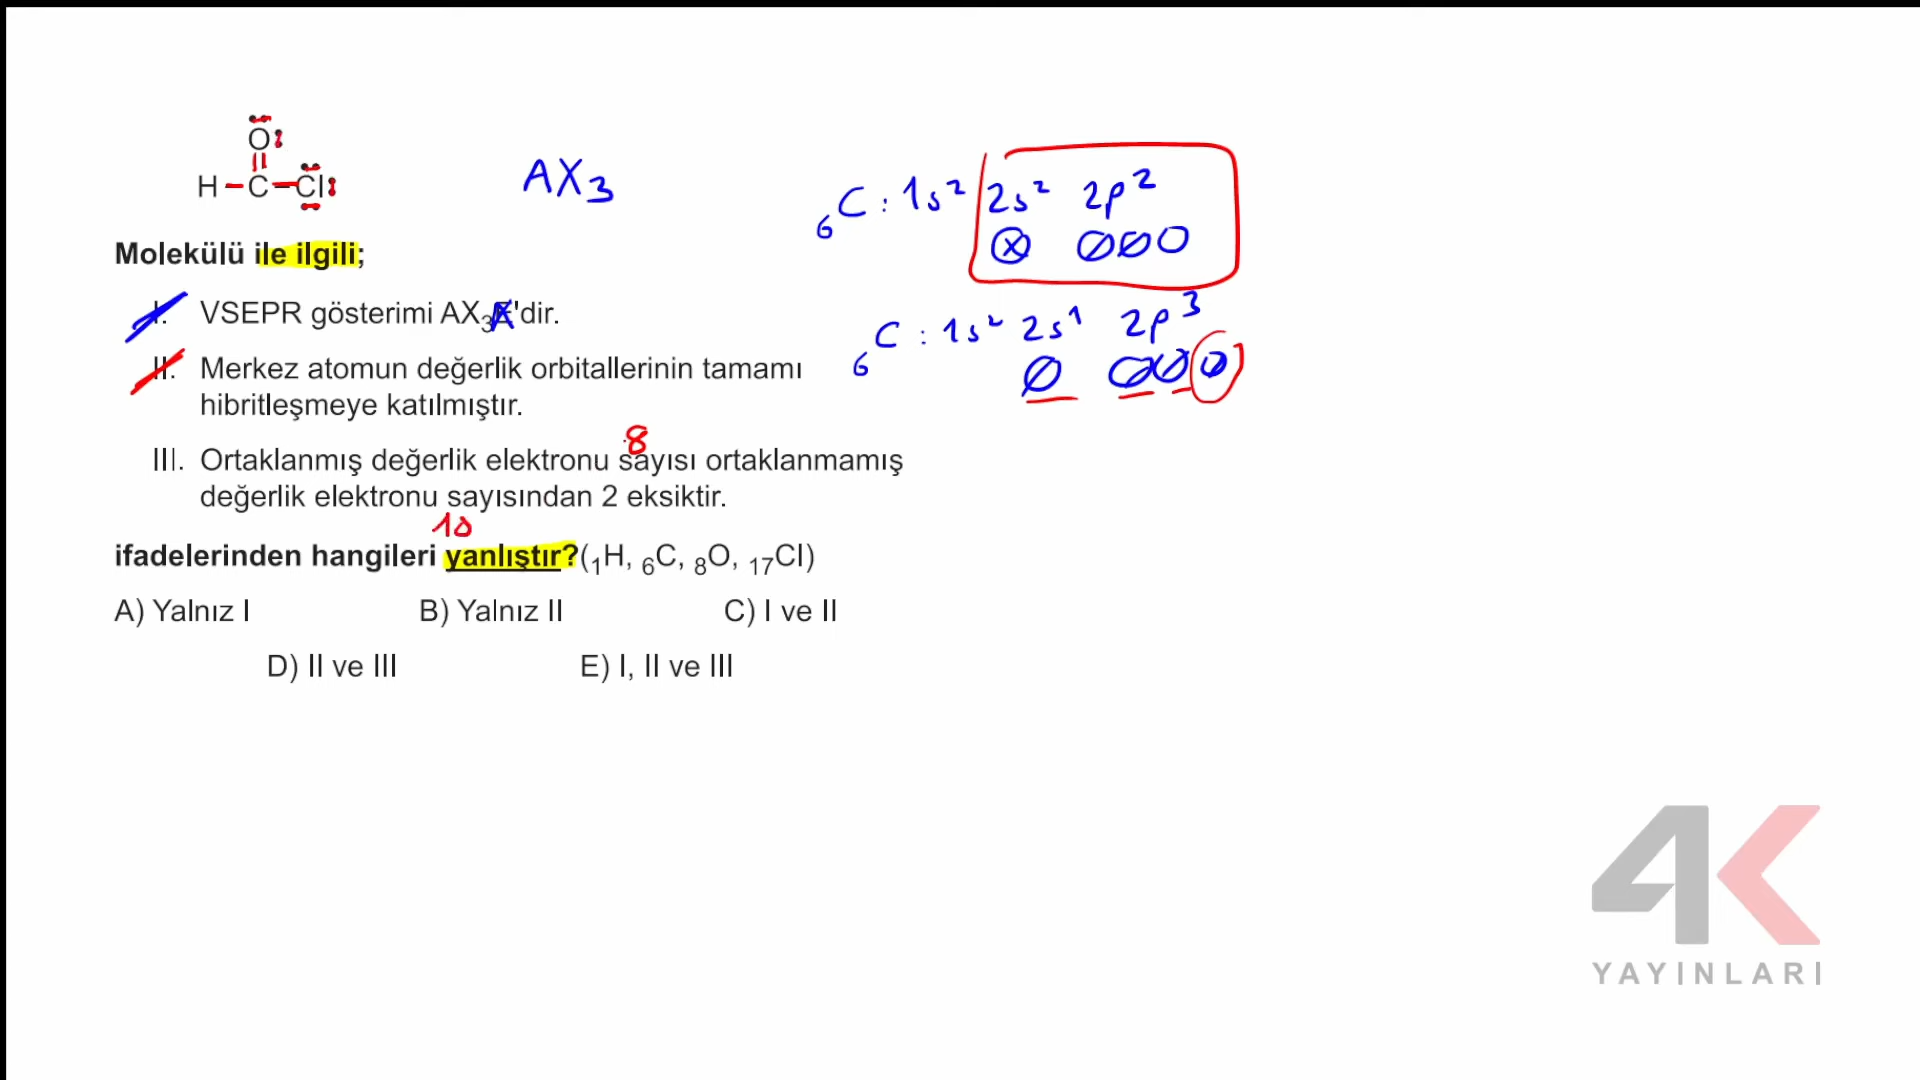 O
H-C-Cl
AX3
6C: 1s² 2s² 2p²
Molekülü ile ilgili;
I. VSEPR gösterimi AX₃E'dir.
6C: 1s² 2s¹ 2p³
II. Merkez atomun değerlik orbitallerinin tamamı
hibritleşmeye katılmıştır.
8
III. Ortaklanmış değerlik elektronu sayısı ortaklanmamış
değerlik elektronu sayısından 2 eksiktir.
10
ifadelerinden hangileri yanlıştır?(₁H, ₆C, ₈O, ₁₇Cl)
A) Yalnız I B) Yalnız II C) I ve II
D) II ve III E) I, II ve III
4K
YAYINLARI